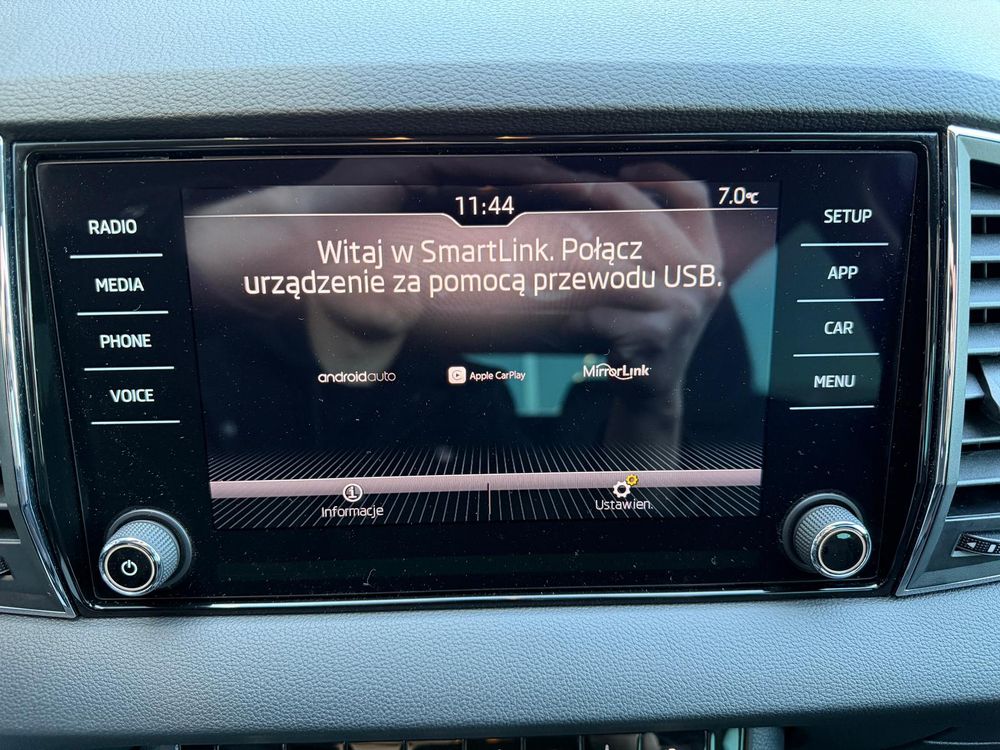 11:44
7.0°C
RADIO
MEDIA
PHONE
VOICE
Witaj w SmartLink. Połącz
urządzenie za pomocą przewodu USB.
androidauto
Apple CarPlay
MirrorLink
Informacje
Ustawien.
SETUP
APP
CAR
MENU